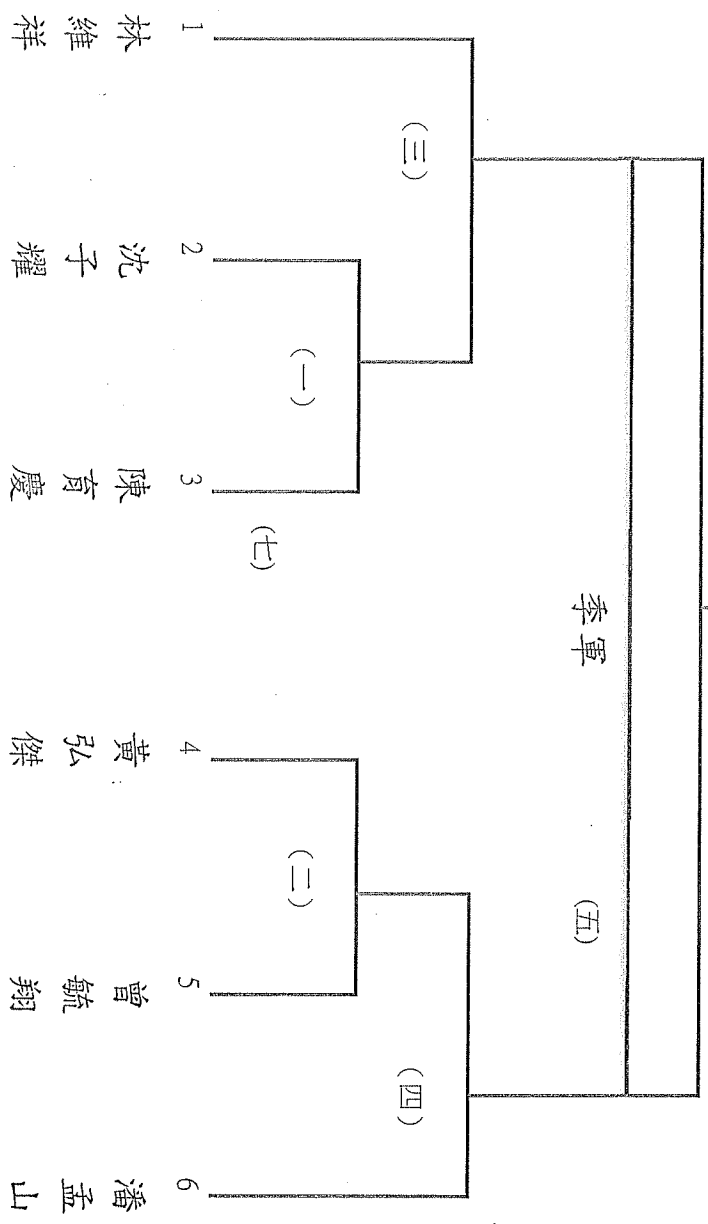 1 林維祥
2 沈子耀
3 陳育慶
4 黃弘傑
5 曾毓翔
6 潘孟山
(一)
(二)
(三)
(四)
(五)
(七)
季軍